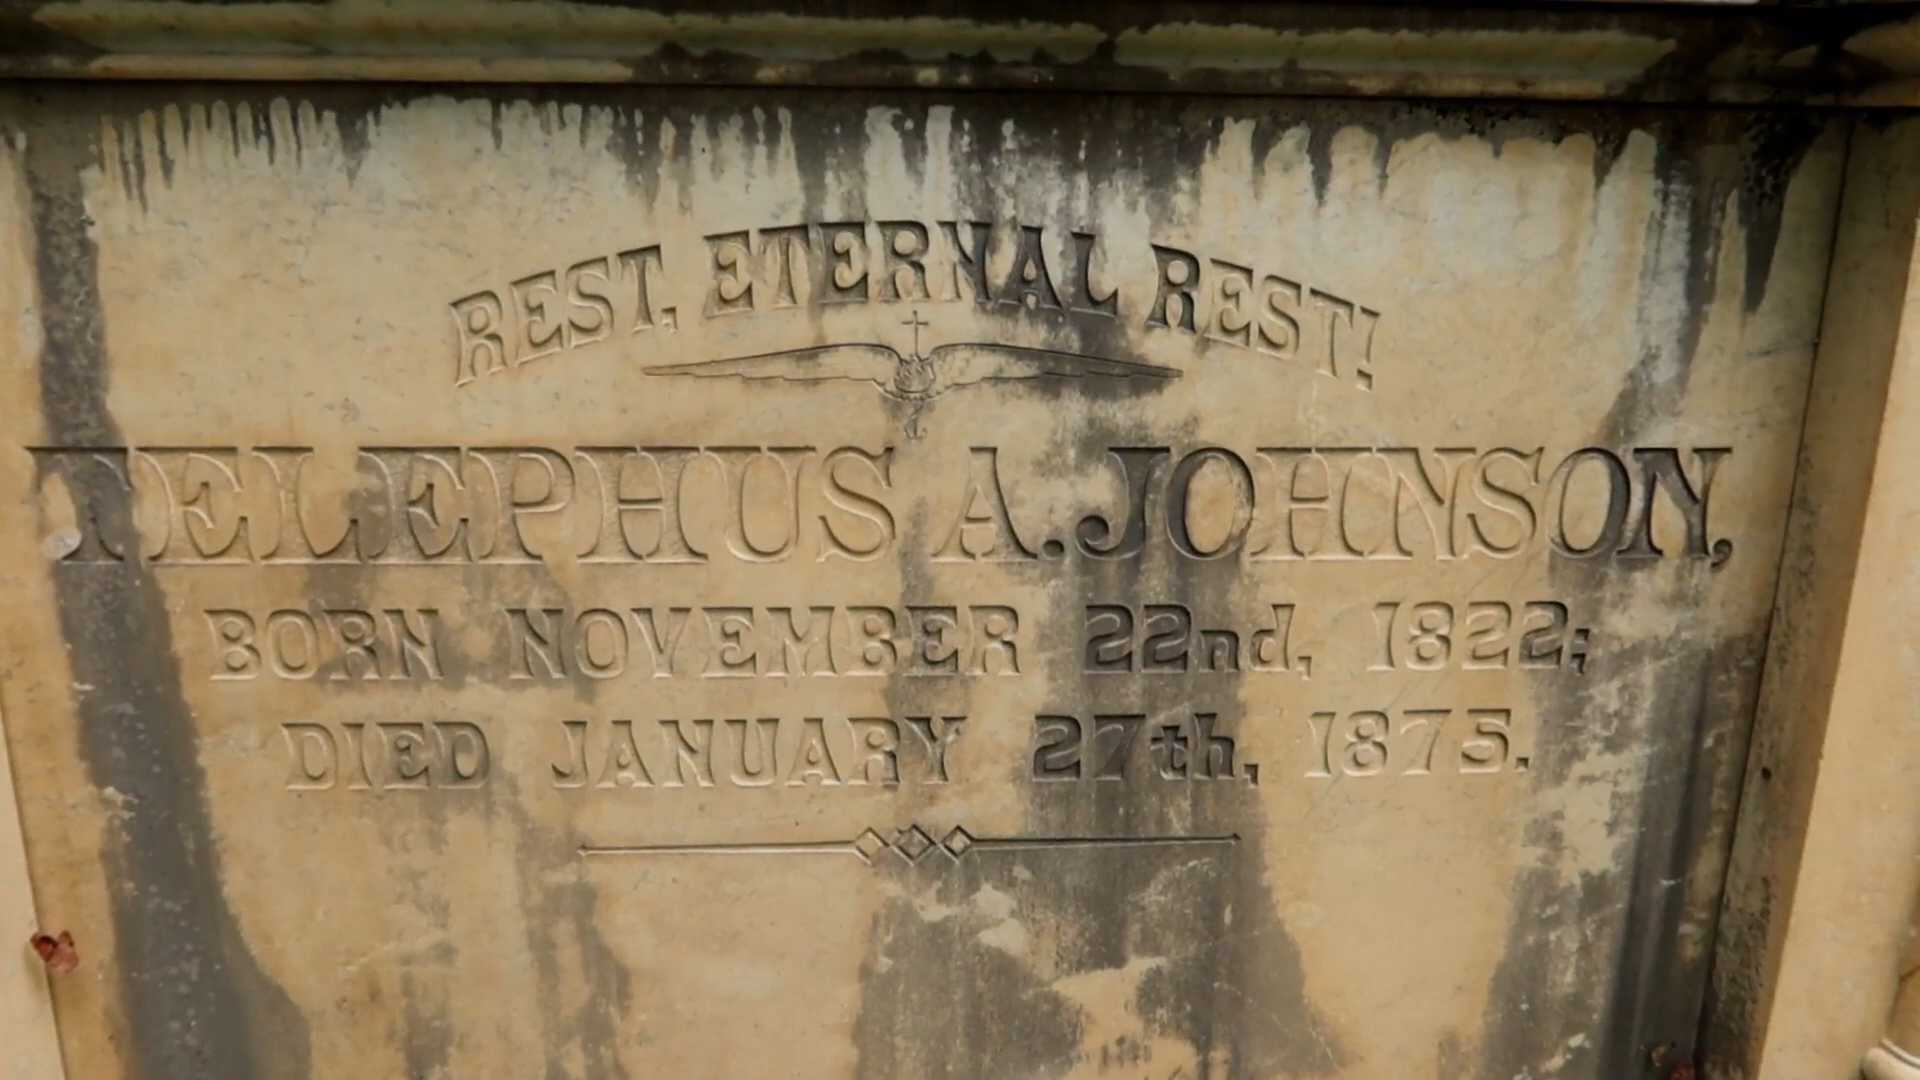 REST, ETERNAL REST!
TELEPHUS A. JOHNSON,
BORN NOVEMBER 22nd, 1822;
DIED JANUARY 27th, 1875.